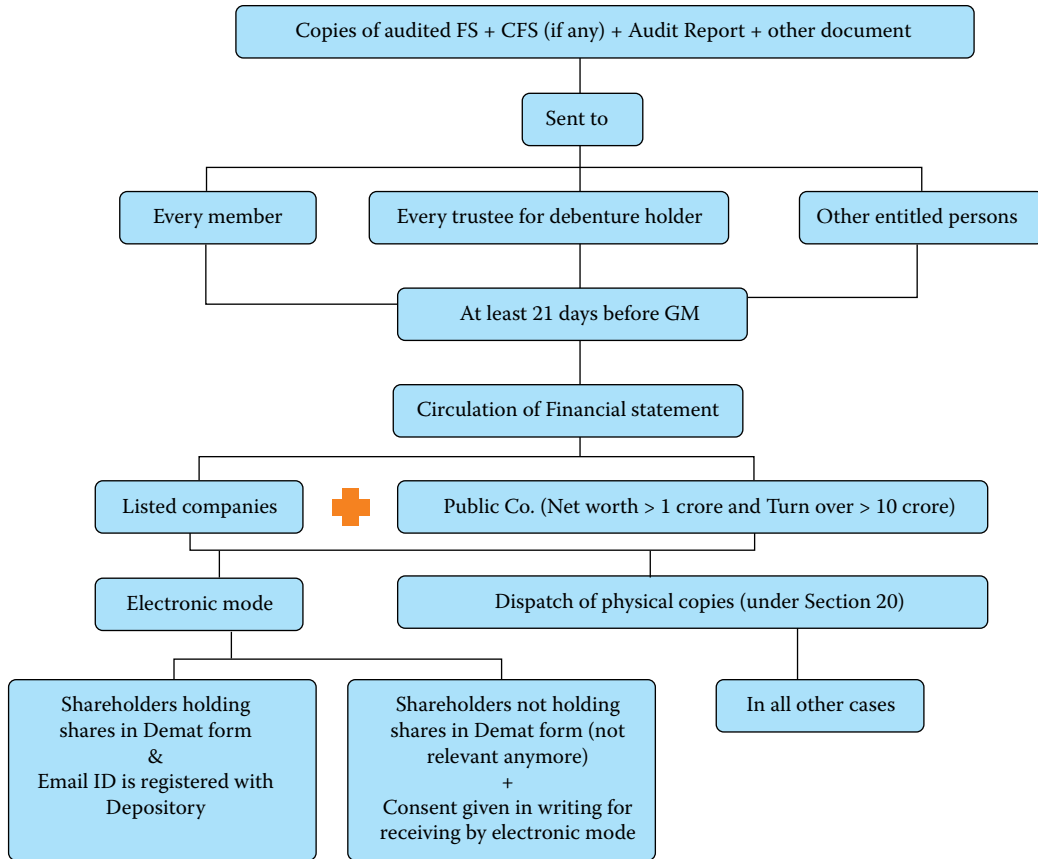 Copies of audited FS + CFS (if any) + Audit Report + other document
Sent to
Every member
Every trustee for debenture holder
Other entitled persons
At least 21 days before GM
Circulation of Financial statement
Listed companies
Public Co. (Net worth > 1 crore and Turn over > 10 crore)
Electronic mode
Dispatch of physical copies (under Section 20)
Shareholders holding
shares in Demat form
&
Email ID is registered with
Depository
Shareholders not holding
shares in Demat form (not
relevant anymore)
+
Consent given in writing for
receiving by electronic mode
In all other cases